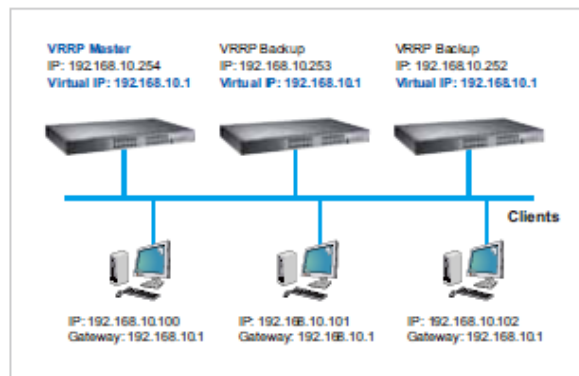 VRRP Master
IP: 192.168.10.254
Virtual IP: 192.168.10.1
VRRP Backup
IP: 192.168.10.253
Virtual IP: 192.168.10.1
VRRP Backup
IP: 192.168.10.252
Virtual IP: 192.168.10.1
Clients
IP: 192.168.10.100
Gateway: 192.168.10.1
IP: 192.168.10.101
Gateway: 192.168.10.1
IP: 192.168.10.102
Gateway: 192.168.10.1